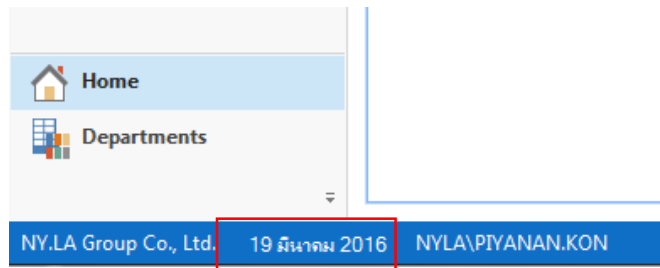 Home
Departments
NY.LA Group Co., Ltd. 19 มีนาคม 2016 NYLA\PIYANAN.KON